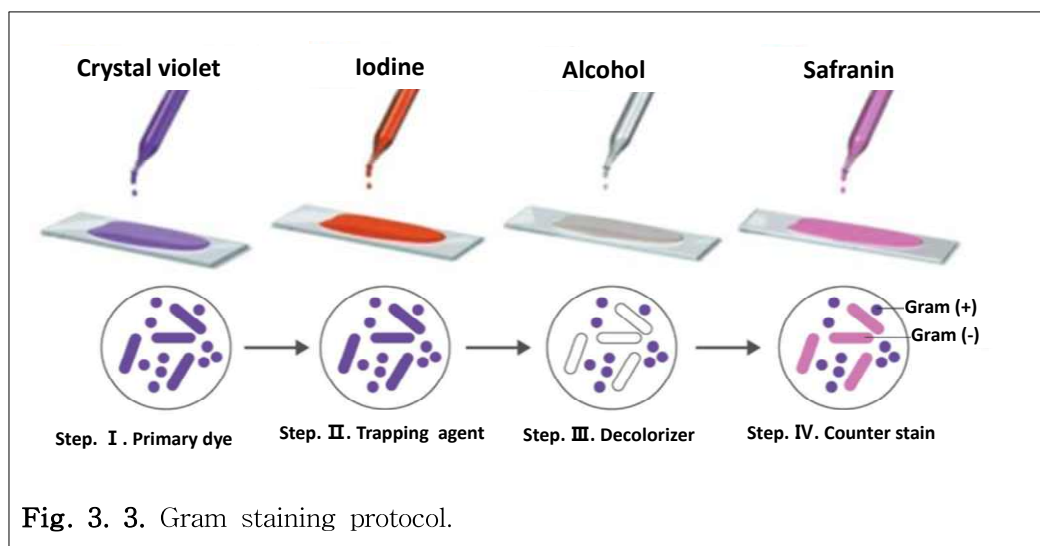 Crystal violet
Iodine
Alcohol
Safranin
Gram (+)
Gram (-)
Step. Ⅰ. Primary dye
Step. Ⅱ. Trapping agent
Step. Ⅲ. Decolorizer
Step. Ⅳ. Counter stain
Fig. 3. 3. Gram staining protocol.